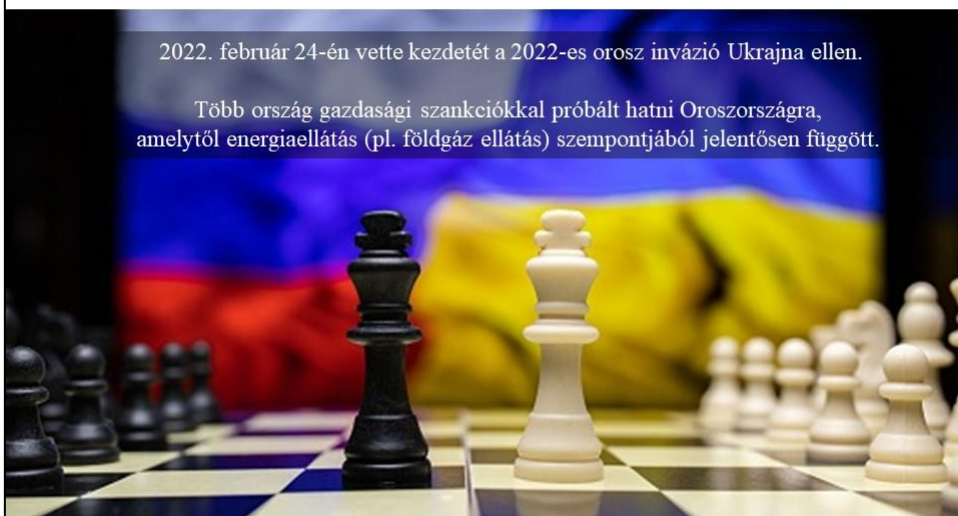 2022. február 24-én vette kezdetét a 2022-es orosz invázió Ukrajna ellen.
Több ország gazdasági szankciókkal próbált hatni Oroszországra,
amelytől energiaellátás (pl. földgáz ellátás) szempontjából jelentősen függött.